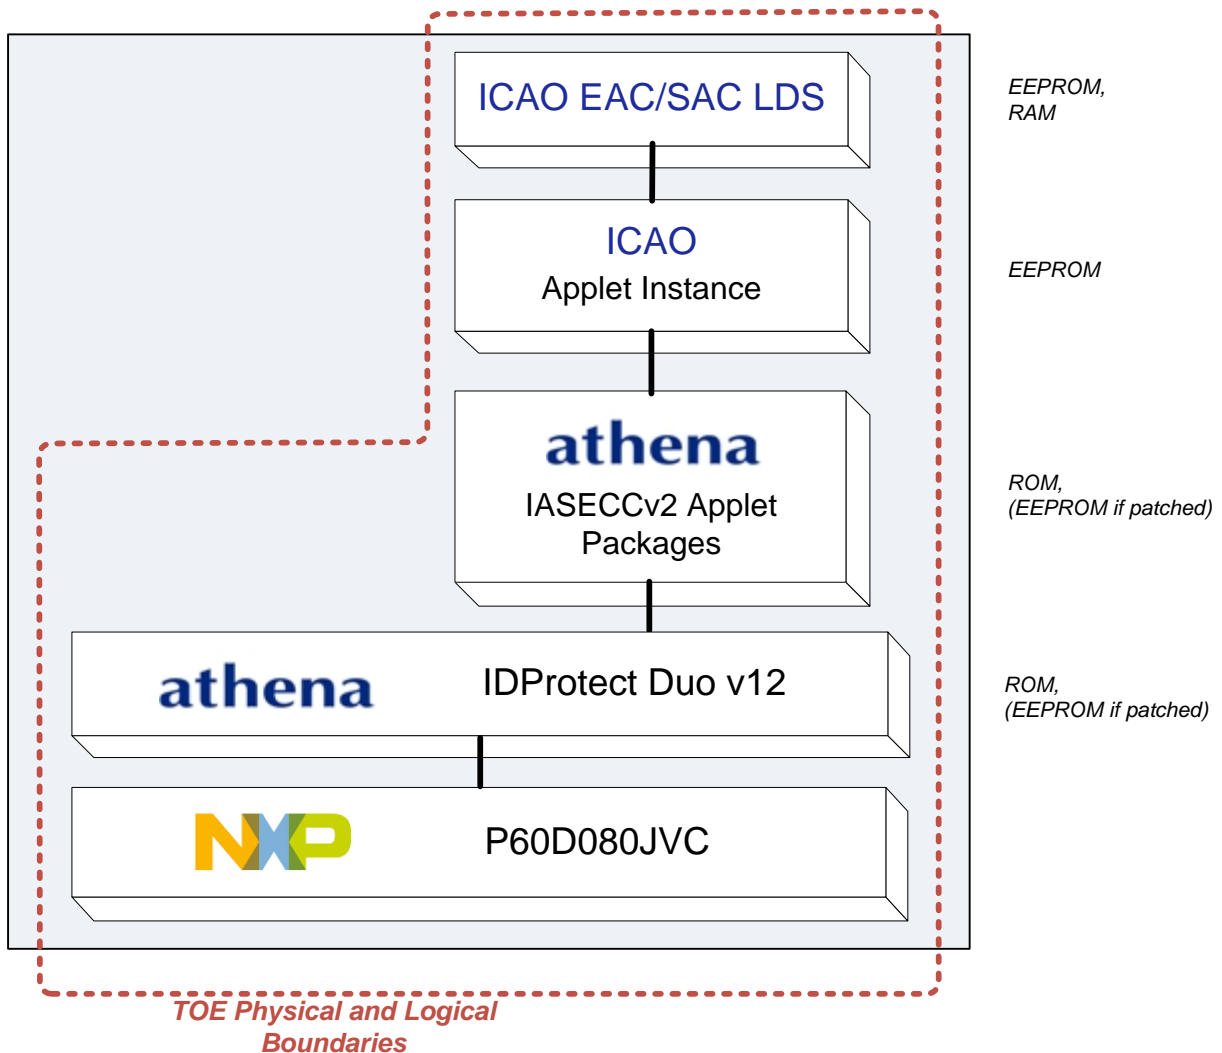 ICAO EAC/SAC LDS
EEPROM,
RAM
ICAO
Applet Instance
EEPROM
athena
IASECCv2 Applet
Packages
ROM,
(EEPROM if patched)
athena
IDProtect Duo v12
ROM,
(EEPROM if patched)
NXP
P60D080JVC
TOE Physical and Logical
Boundaries